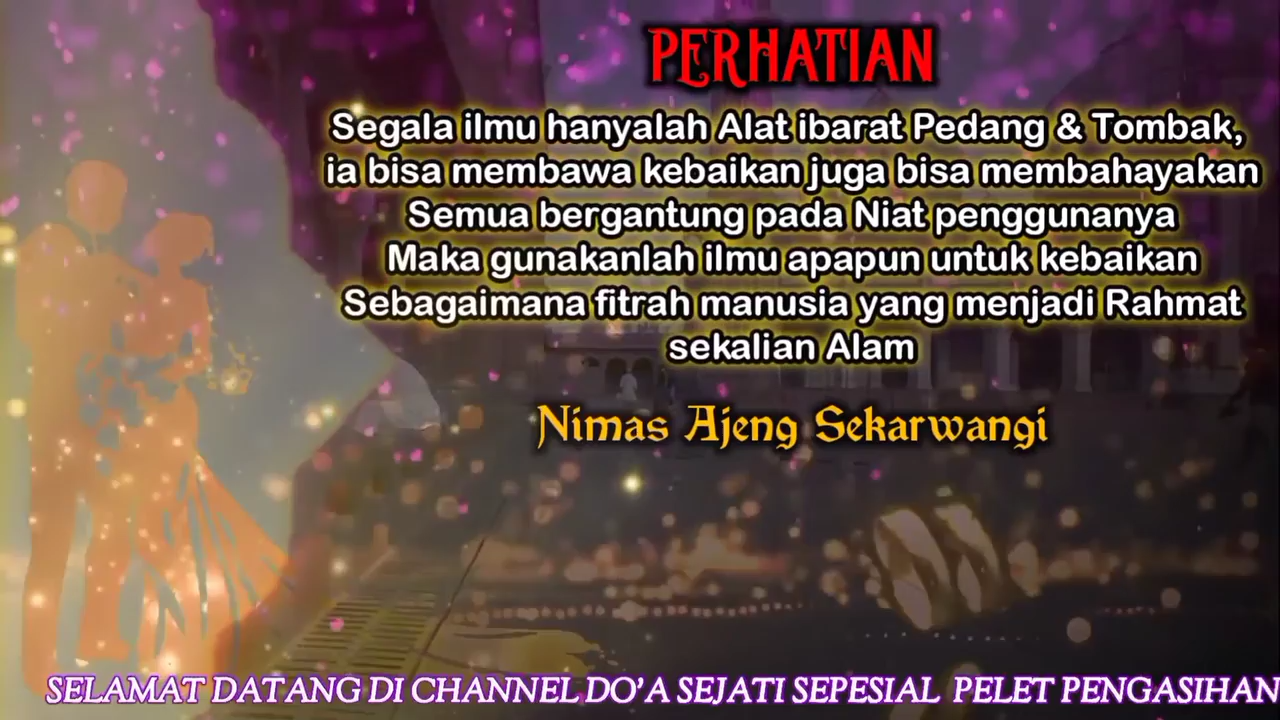 PERHATIAN
Segala ilmu hanyalah Alat ibarat Pedang & Tombak,
ia bisa membawa kebaikan juga bisa membahayakan
Semua bergantung pada Niat penggunanya
Maka gunakanlah ilmu apapun untuk kebaikan
Sebagaimana fitrah manusia yang menjadi Rahmat
sekalian Alam
Nimas Ajeng Sekarwangi
SELAMAT DATANG DI CHANNEL DO'A SEJATI SEPESIAL PELET PENGASIHAN